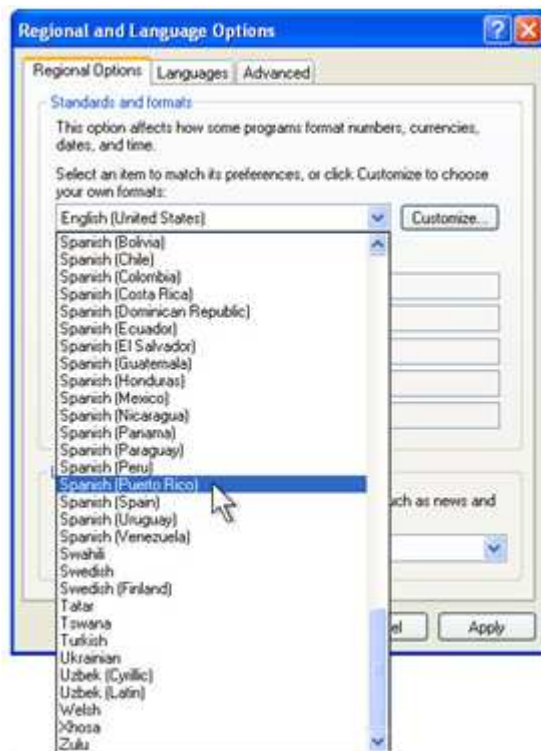 Regional and Language Options
Regional Options Languages Advanced
Standards and formats
This option affects how some programs format numbers, currencies,
dates, and time.
Select an item to match its preferences, or click Customize to choose
your own formats:
English (United States)
Customize...
Spanish (Bolivia)
Spanish (Chile)
Spanish (Colombia)
Spanish (Costa Rica)
Spanish (Dominican Republic)
Spanish (Ecuador)
Spanish (El Salvador)
Spanish (Guatemala)
Spanish (Honduras)
Spanish (Mexico)
Spanish (Nicaragua)
Spanish (Panama)
Spanish (Paraguay)
Spanish (Peru)
Spanish (Puerto Rico)
Spanish (Spain)
uch as news and
Spanish (Uruguay)
Spanish (Venezuela)
Swahili
Swedish
Swedish (Finland)
Tatar
Tswana
el Apply
Turkish
Ukrainian
Uzbek (Cyrillic)
Uzbek (Latin)
Welsh
Xhosa
Zulu